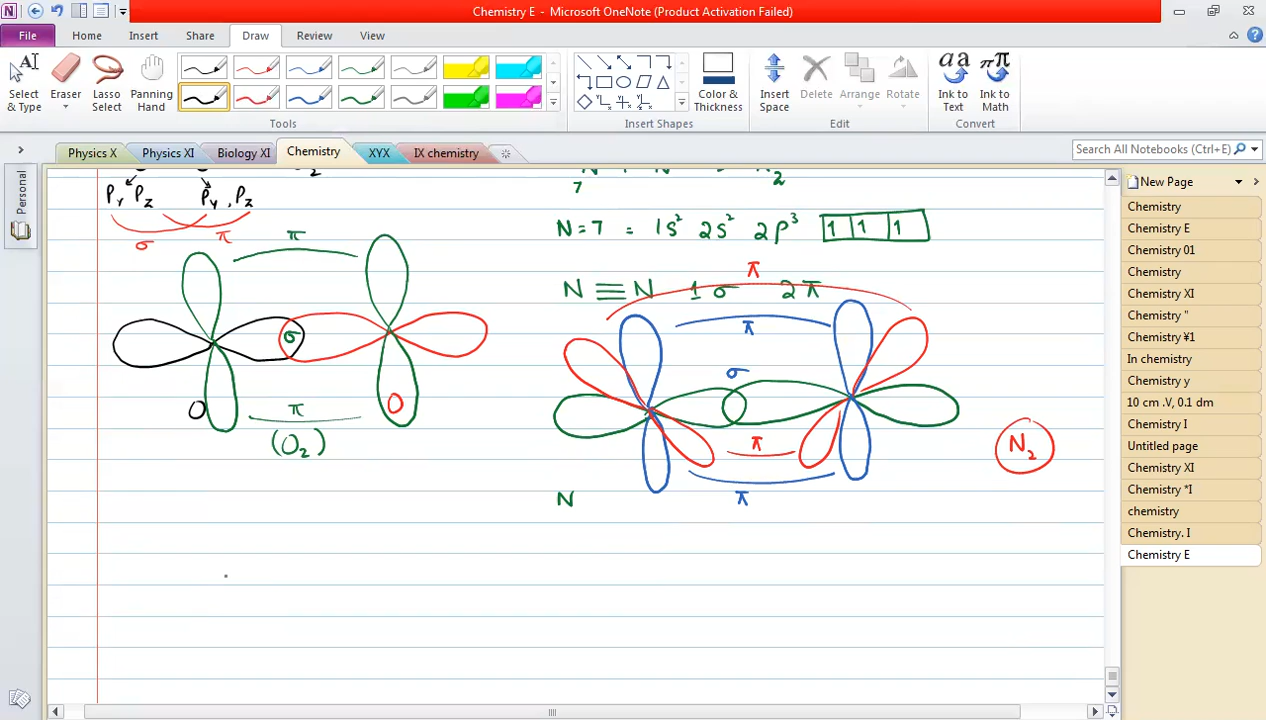 Chemistry E - Microsoft OneNote (Product Activation Failed)
File Home Insert Share Draw Review View
Select & Type
Eraser
Lasso Select
Panning Hand
Color & Thickness
Insert Space
Delete
Arrange
Rotate
Ink to Text
Ink to Math
Tools
Insert Shapes
Edit
Convert
Physics X
Physics XI
Biology XI
Chemistry
XYX
IX chemistry
Search All Notebooks (Ctrl+E)
Personal
New Page
Chemistry
Chemistry E
Chemistry 01
Chemistry
Chemistry XI
Chemistry "
Chemistry ¥1
In chemistry
Chemistry y
10 cm .V, 0.1 dm
Chemistry I
Untitled page
Chemistry XI
Chemistry *I
chemistry
Chemistry. I
Chemistry E
Pz Py , Pz
σ π
π
σ
O O
π
(O₂)
7
N = 7 = 1s² 2s² 2p³ 1 1 1
N ≡ N 1 σ 2 π
π
π
σ
π
π
N
N₂